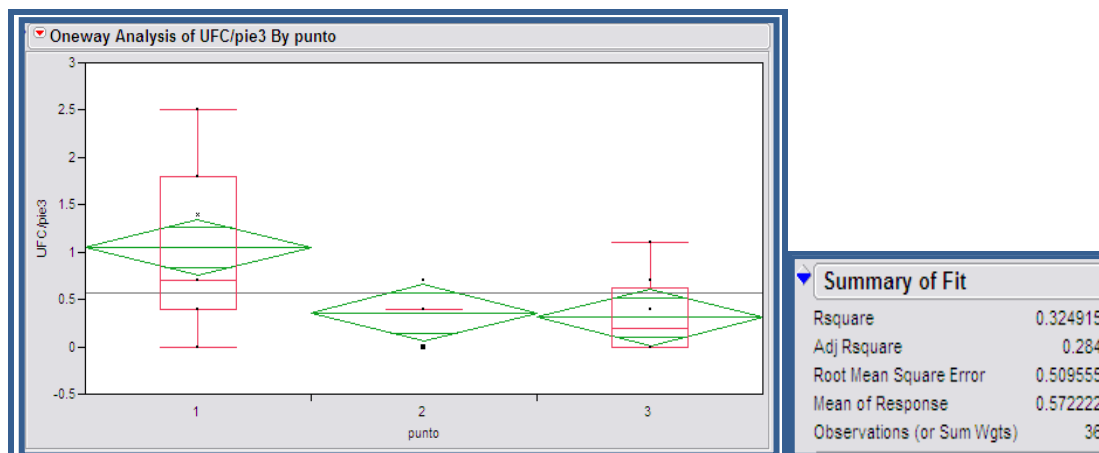 Oneway Analysis of UFC/pie3 By punto
3
2.5
2
1.5
1
0.5
0
-0.5
UFC/pie3
1
2
3
punto
Summary of Fit
Rsquare 0.324915
Adj Rsquare 0.284
Root Mean Square Error 0.509555
Mean of Response 0.572222
Observations (or Sum Wgts) 36